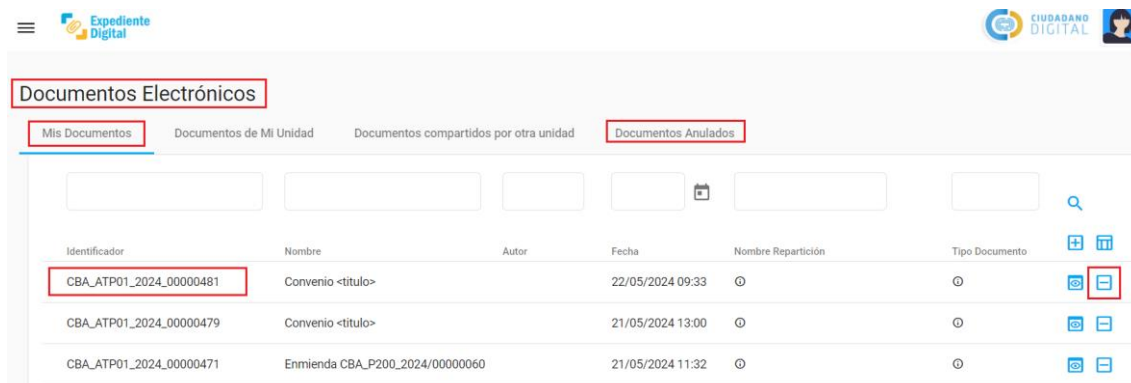 Expediente
Digital
CIUDADANO
DIGITAL
Documentos Electrónicos
Mis Documentos Documentos de Mi Unidad Documentos compartidos por otra unidad Documentos Anulados
Identificador Nombre Autor Fecha Nombre Repartición Tipo Documento
CBA_ATP01_2024_00000481 Convenio <titulo> 22/05/2024 09:33
CBA_ATP01_2024_00000479 Convenio <titulo> 21/05/2024 13:00
CBA_ATP01_2024_00000471 Enmienda CBA_P200_2024/00000060 21/05/2024 11:32